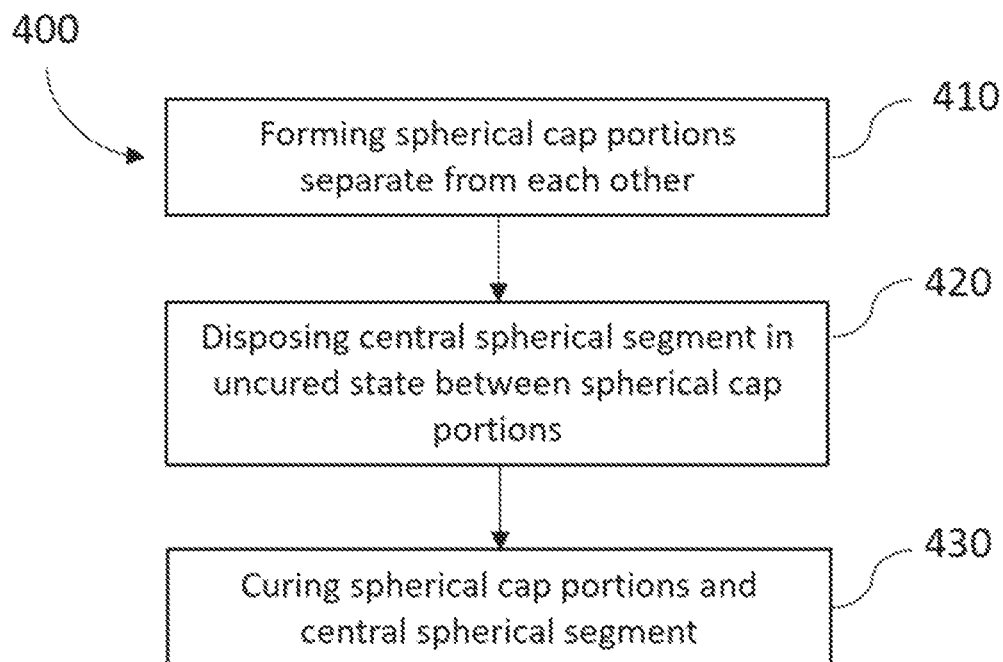 400
410
Forming spherical cap portions
separate from each other
420
Disposing central spherical segment in
uncured state between spherical cap
portions
430
Curing spherical cap portions and
central spherical segment